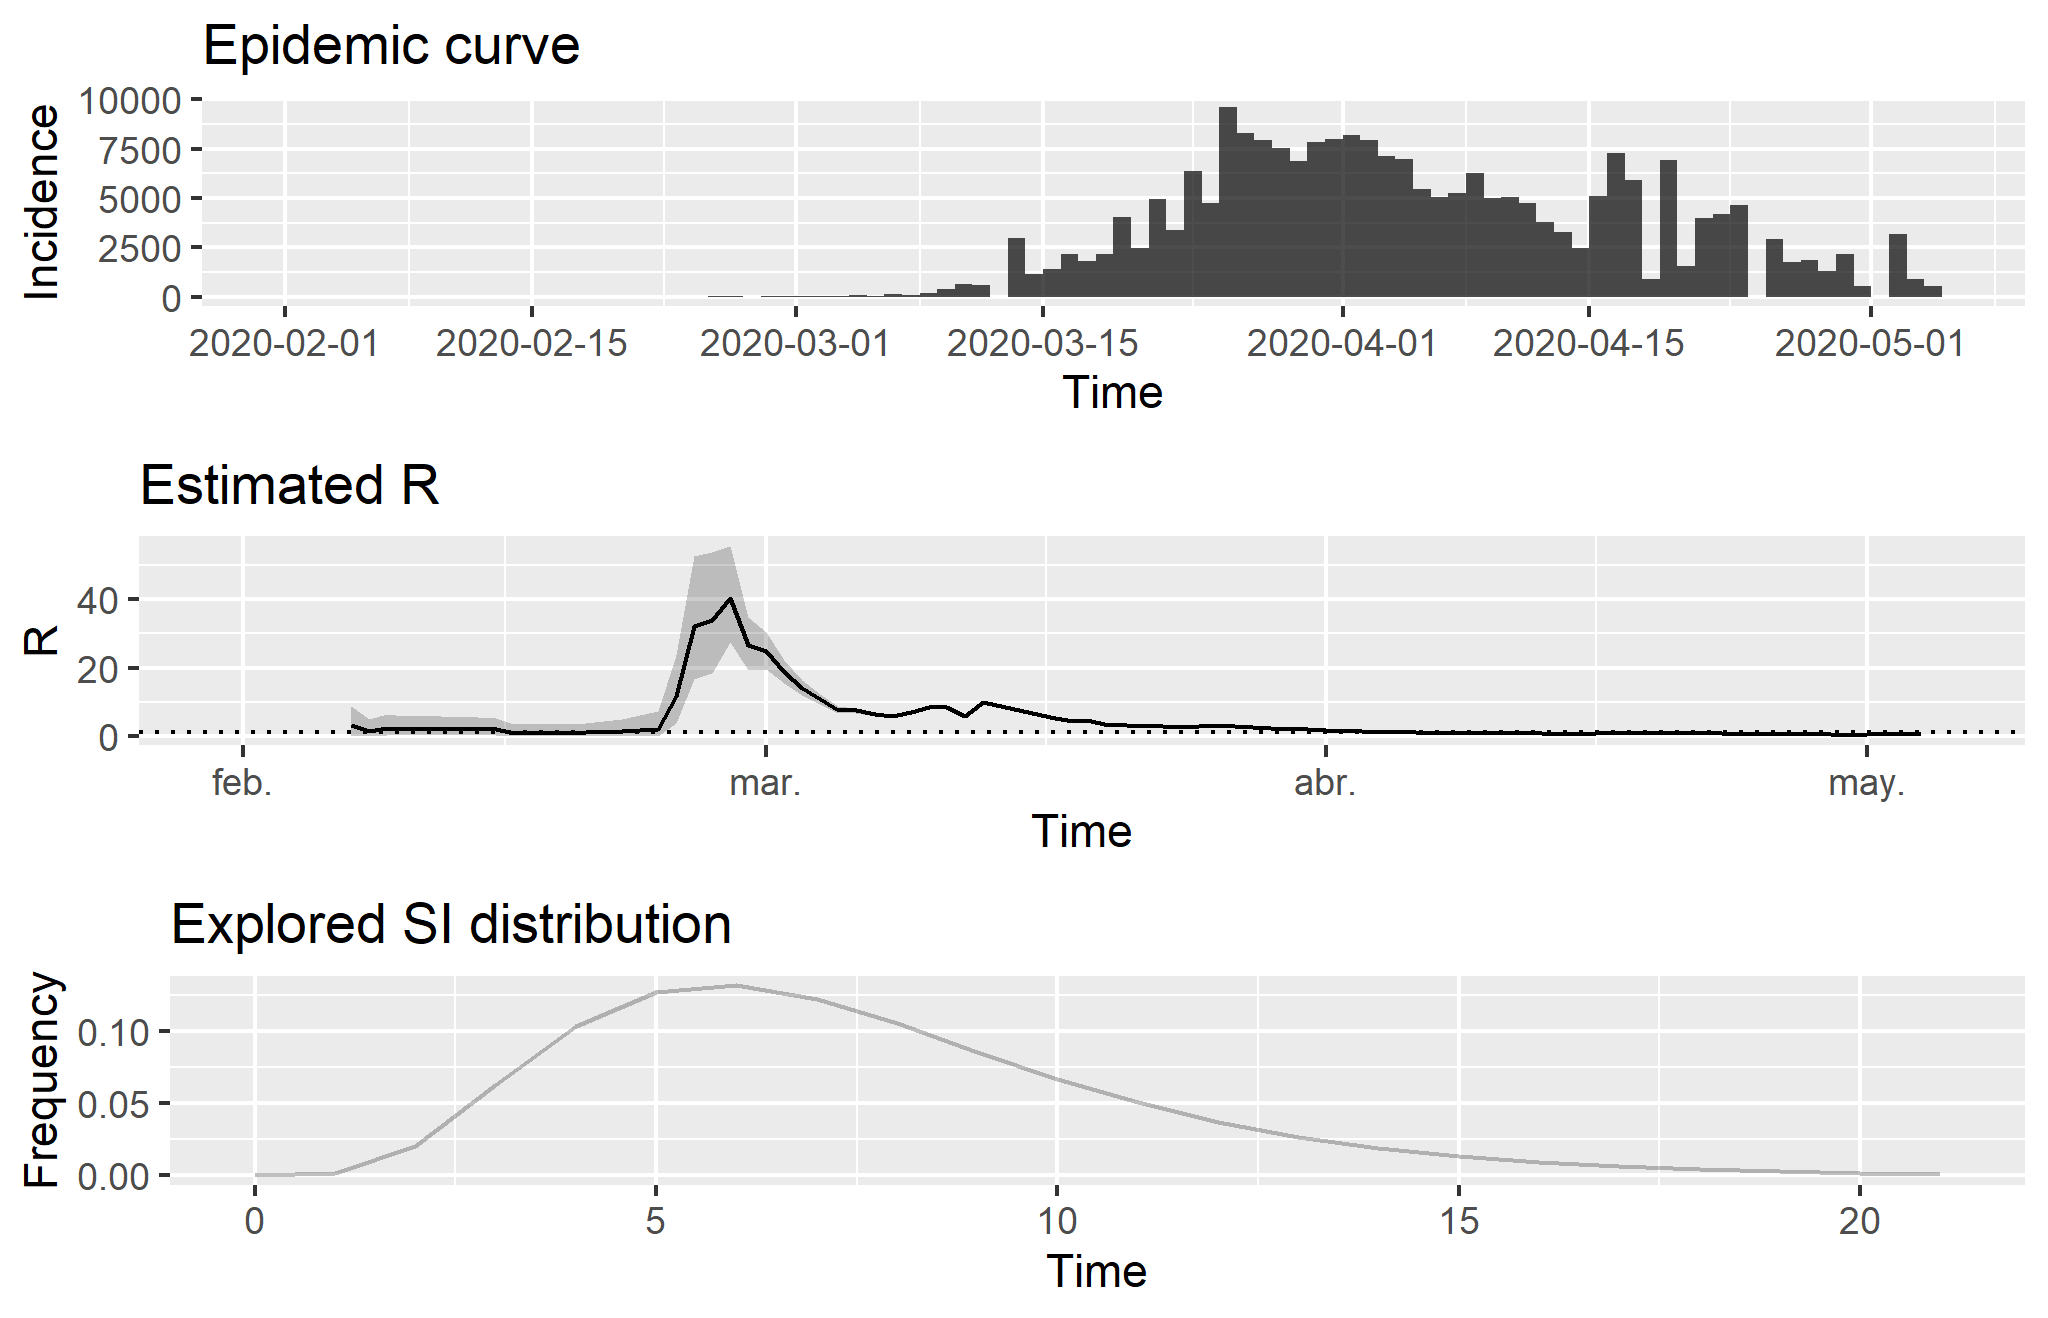 Epidemic curve
Incidence
10000
7500
5000
2500
0
2020-02-01 2020-02-15 2020-03-01 2020-03-15 2020-04-01 2020-04-15 2020-05-01
Time
Estimated R
R
40
20
0
feb. mar. abr. may.
Time
Explored SI distribution
Frequency
0.10
0.05
0.00
0 5 10 15 20
Time